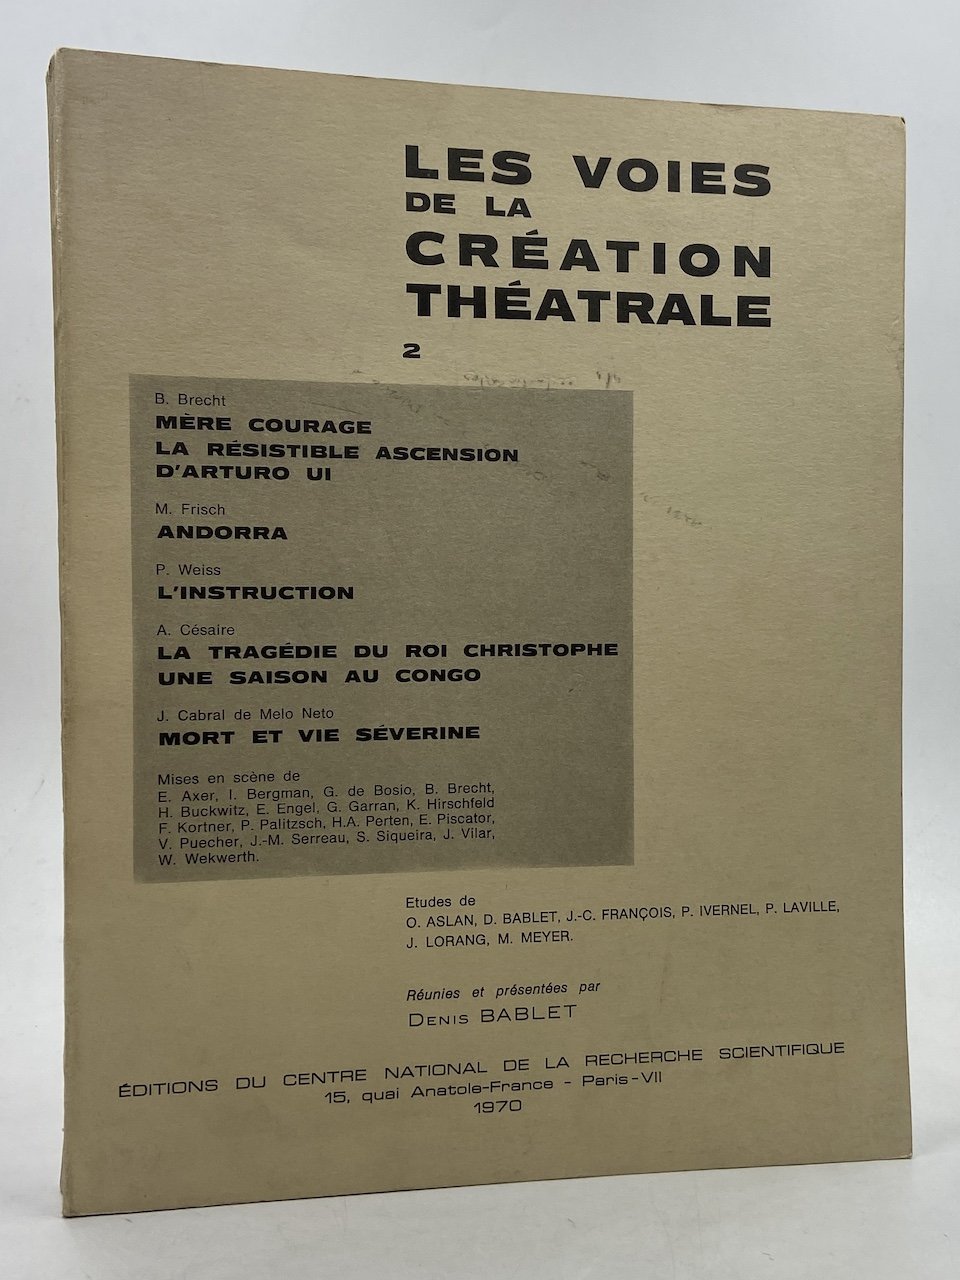 LES VOIES
DE LA
CRÉATION
THÉATRALE
2
B. Brecht
MÈRE COURAGE
LA RÉSISTIBLE ASCENSION
D'ARTURO UI
M. Frisch
ANDORRA
P. Weiss
L'INSTRUCTION
A. Césaire
LA TRAGÉDIE DU ROI CHRISTOPHE
UNE SAISON AU CONGO
J. Cabral de Melo Neto
MORT ET VIE SÉVERINE
Mises en scène de
E. Axer, I. Bergman, G. de Bosio, B. Brecht,
H. Buckwitz, E. Engel, G. Garran, K. Hirschfeld
F. Kortner, P. Palitzsch, H.A. Perten, E. Piscator,
V. Puecher, J.-M. Serreau, S. Siqueira, J. Vilar,
W. Wekwerth.
Etudes de
O. ASLAN, D. BABLET, J.-C. FRANÇOIS, P. IVERNEL, P. LAVILLE,
J. LORANG, M. MEYER.
Réunies et présentées par
DENIS BABLET
ÉDITIONS DU CENTRE NATIONAL DE LA RECHERCHE SCIENTIFIQUE
15, quai Anatole-France - Paris-VII
1970